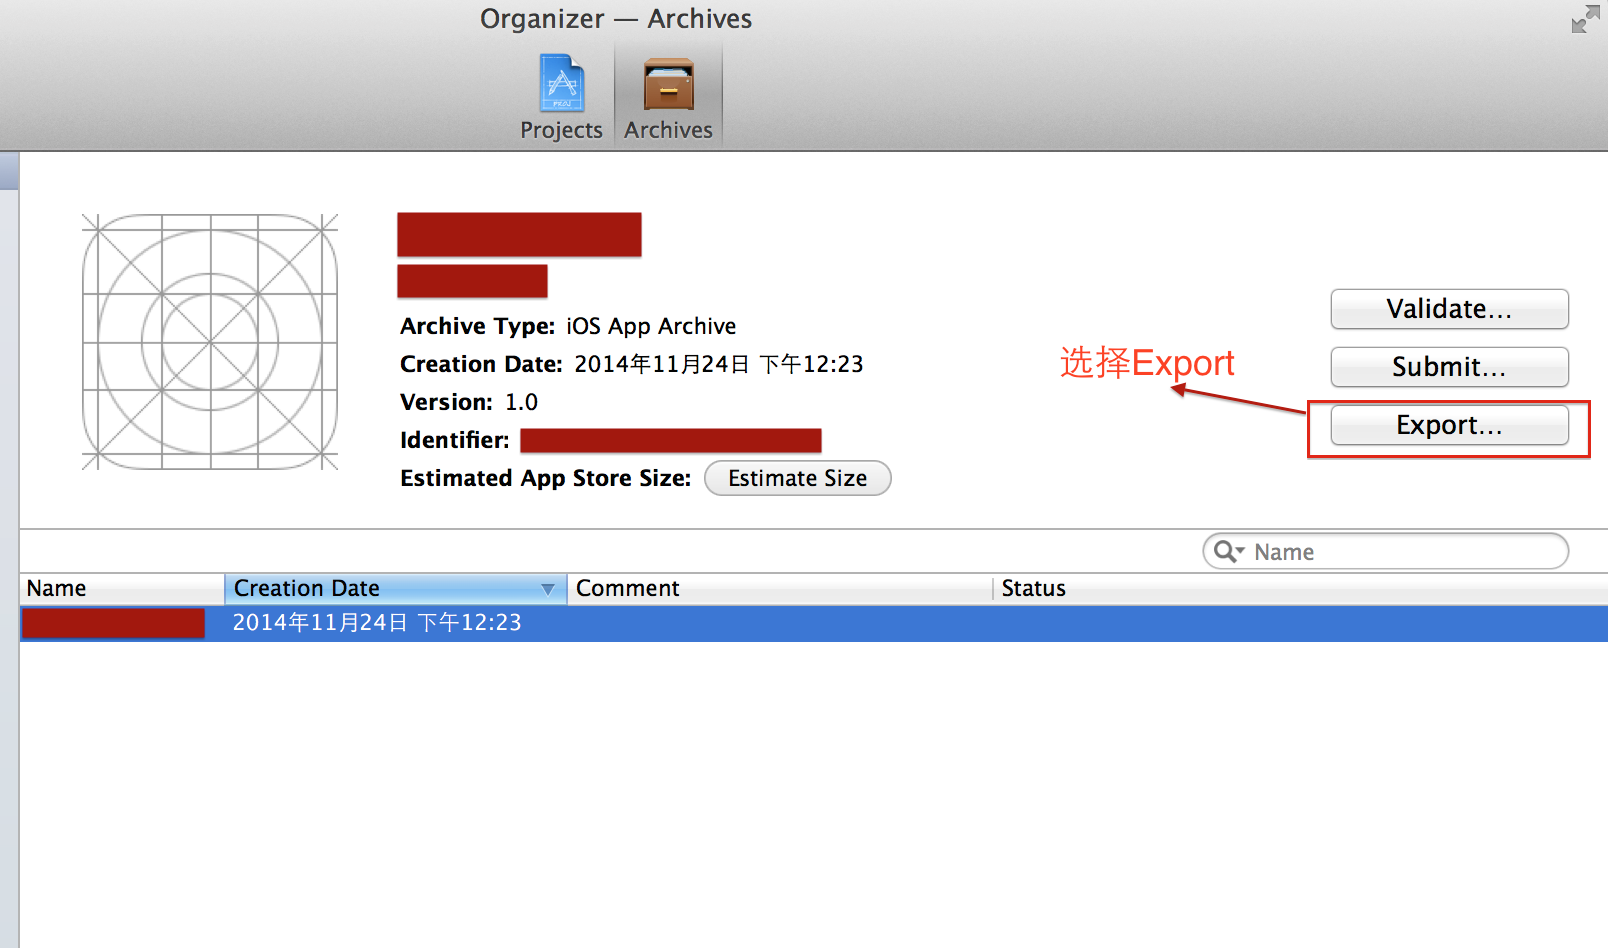 Organizer — Archives
PROJ
Projects
Archives
Archive Type: iOS App Archive
Creation Date: 2014年11月24日 下午12:23
Version: 1.0
Identifier:
Estimated App Store Size: Estimate Size
选择Export
Validate...
Submit...
Export...
Name
Name Creation Date Comment Status
2014年11月24日 下午12:23